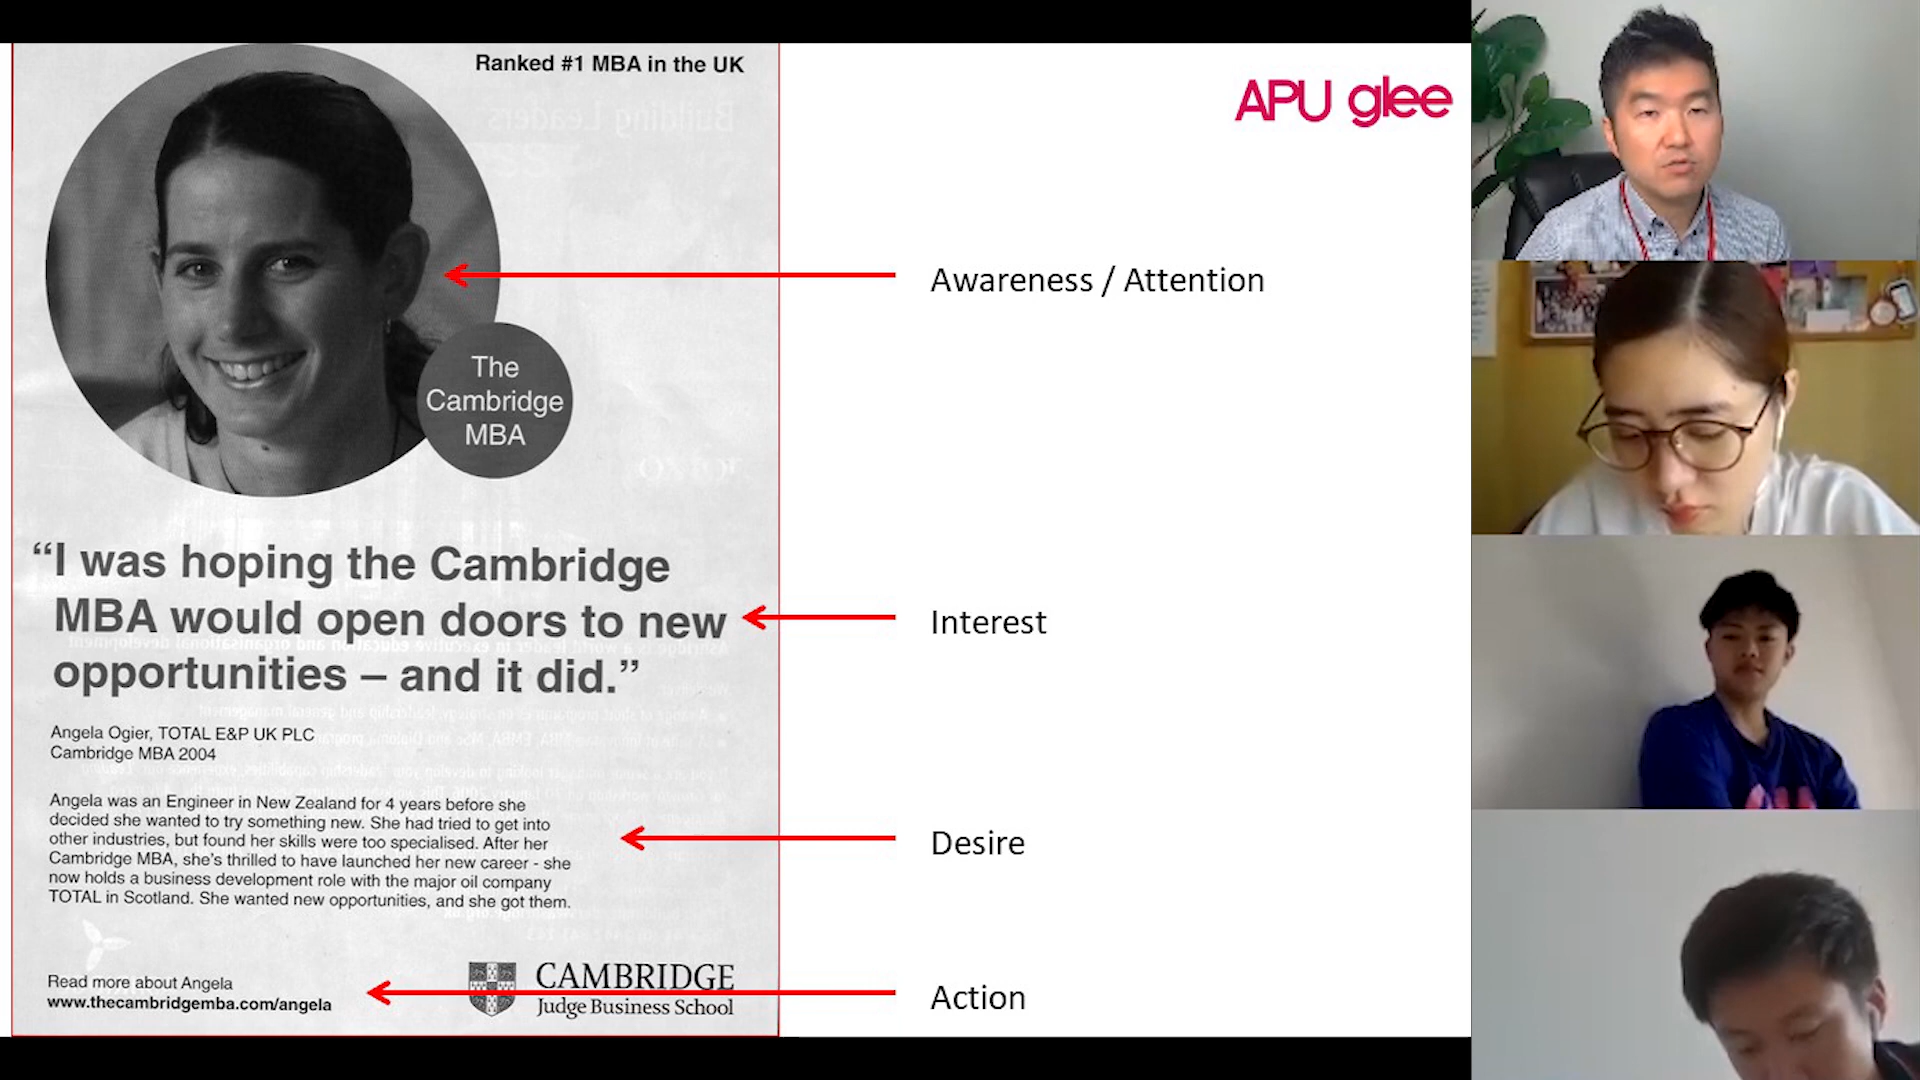 Ranked #1 MBA in the UK
APU glee
The
Cambridge
MBA
Awareness / Attention
“I was hoping the Cambridge
MBA would open doors to new
opportunities – and it did.”
Interest
Angela Ogier, TOTAL E&P UK PLC
Cambridge MBA 2004
Angela was an Engineer in New Zealand for 4 years before she
decided she wanted to try something new. She had tried to get into
other industries, but found her skills were too specialised. After her
Cambridge MBA, she’s thrilled to have launched her new career - she
now holds a business development role with the major oil company
TOTAL in Scotland. She wanted new opportunities, and she got them.
Desire
Read more about Angela
www.thecambridgemba.com/angela
CAMBRIDGE
Judge Business School
Action